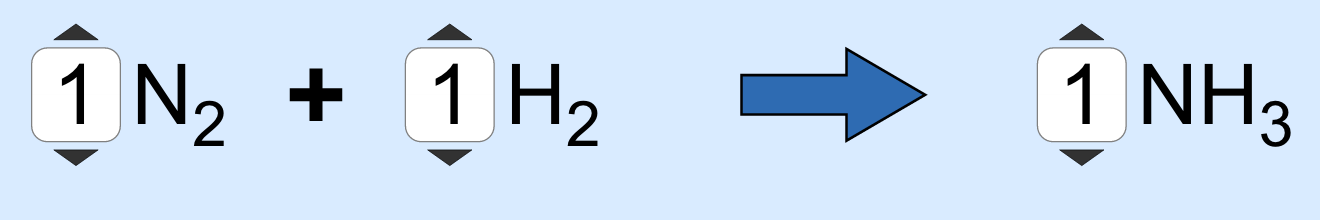 1 N₂ + 1 H₂ 1 NH₃